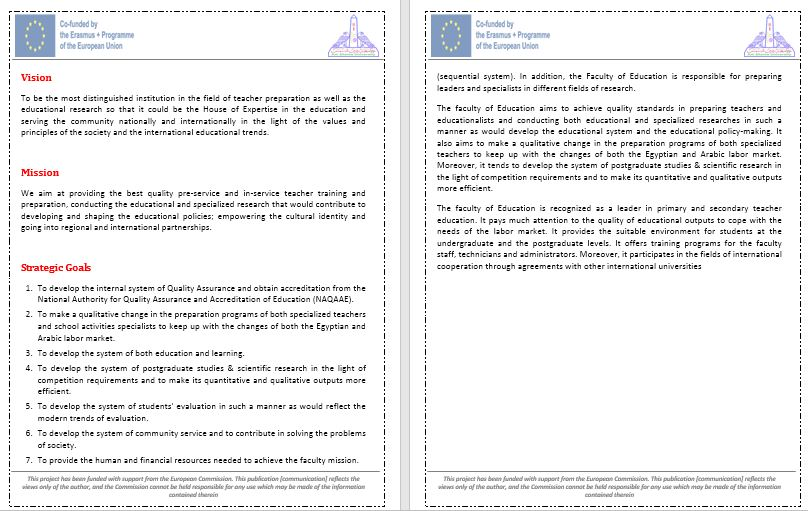 Co-funded by
the Erasmus + Programme
of the European Union
Vision
To be the most distinguished institution in the field of teacher preparation as well as the
educational research so that it could be the House of Expertise in the education and
serving the community nationally and internationally in the light of the values and
principles of the society and the international educational trends.
Mission
We aim at providing the best quality pre-service and in-service teacher training and
preparation, conducting the educational and specialized research that would contribute to
developing and shaping the educational policies; empowering the cultural identity and
going into regional and international partnerships.
Strategic Goals
1. To develop the internal system of Quality Assurance and obtain accreditation from the
National Authority for Quality Assurance and Accreditation of Education (NAQAAE).
2. To make a qualitative change in the preparation programs of both specialized teachers
and school activities specialists to keep up with the changes of both the Egyptian and
Arabic labor market.
3. To develop the system of both education and learning.
4. To develop the system of postgraduate studies & scientific research in the light of
competition requirements and to make its quantitative and qualitative outputs more
efficient.
5. To develop the system of students' evaluation in such a manner as would reflect the
modern trends of evaluation.
6. To develop the system of community service and to contribute in solving the problems
of society.
7. To provide the human and financial resources needed to achieve the faculty mission.
This project has been funded with support from the European Commission. This publication [communication] reflects the
views only of the author, and the Commission cannot be held responsible for any use which may be made of the information
contained therein
Co-funded by
the Erasmus + Programme
of the European Union
(sequential system). In addition, the Faculty of Education is responsible for preparing
leaders and specialists in different fields of research.
The faculty of Education aims to achieve quality standards in preparing teachers and
educationalists and conducting both educational and specialized researches in such a
manner as would develop the educational system and the educational policy-making. It
also aims to make a qualitative change in the preparation programs of both specialized
teachers to keep up with the changes of both the Egyptian and Arabic labor market.
Moreover, it tends to develop the system of postgraduate studies & scientific research in
the light of competition requirements and to make its quantitative and qualitative outputs
more efficient.
The faculty of Education is recognized as a leader in primary and secondary teacher
education. It pays much attention to the quality of educational outputs to cope with the
needs of the labor market. It provides the suitable environment for students at the
undergraduate and the postgraduate levels. It offers training programs for the faculty
staff, technicians and administrators. Moreover, it participates in the fields of international
cooperation through agreements with other international universities
This project has been funded with support from the European Commission. This publication [communication] reflects the
views only of the author, and the Commission cannot be held responsible for any use which may be made of the information
contained therein